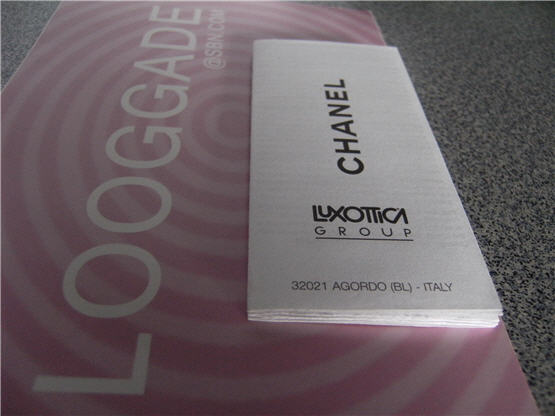 LOOGGADE
@SBN.COM
CHANEL
LUXOTTICA
GROUP
32021 AGORDO (BL) - ITALY